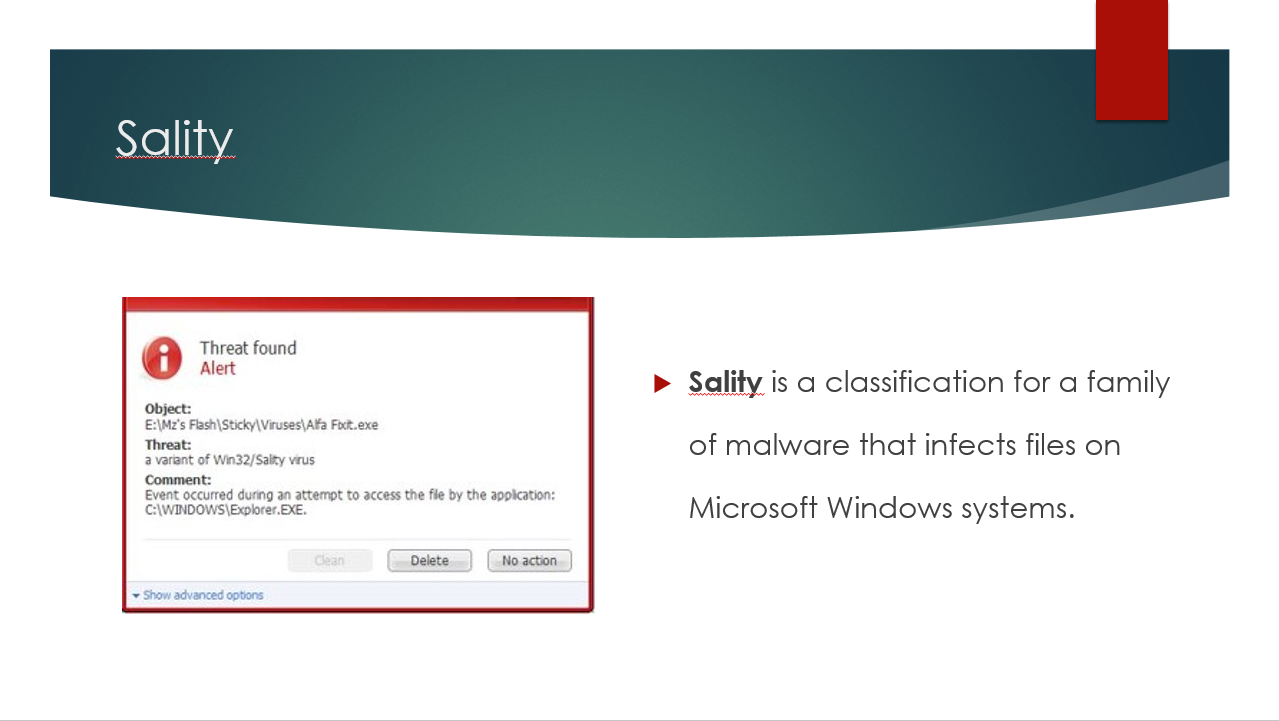 Sality
Threat found
Alert
Object:
E:\Mz's Flash\Sticky\Viruses\Alfa Fixit.exe
Threat:
a variant of Win32/Sality virus
Comment:
Event occurred during an attempt to access the file by the application:
C:\WINDOWS\Explorer.EXE.
Clean Delete No action
Show advanced options
Sality is a classification for a family
of malware that infects files on
Microsoft Windows systems.